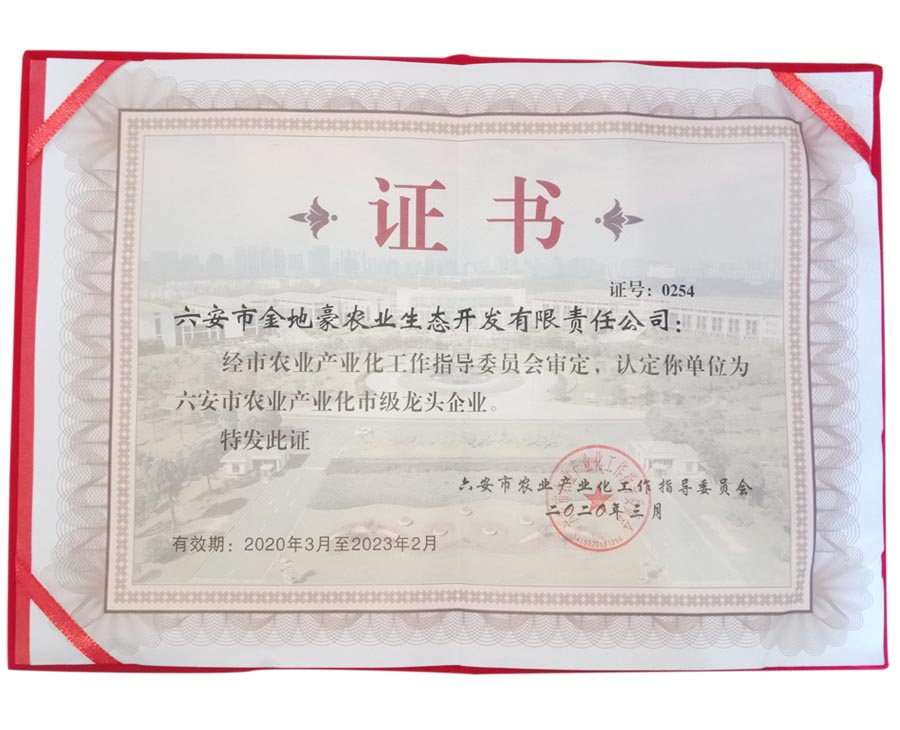 证书
证号：0254
六安市金地豪农业生态开发有限责任公司：
经市农业产业化工作指导委员会审定，认定你单位为
六安市农业产业化市级龙头企业。
特发此证
六安市农业产业化工作指导委员会
二〇二〇年三月
有效期：2020年3月至2023年2月